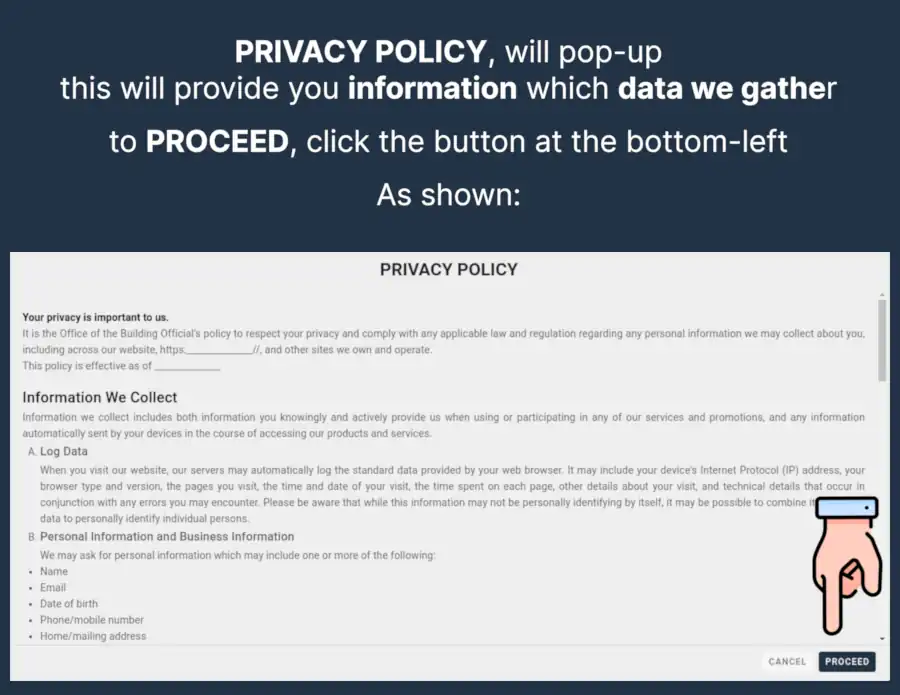 PRIVACY POLICY, will pop-up
this will provide you information which data we gather
to PROCEED, click the button at the bottom-left
As shown:
PRIVACY POLICY
Your privacy is important to us.
It is the Office of the Building Official's policy to respect your privacy and comply with any applicable law and regulation regarding any personal information we may collect about you,
including across our website, https:_____________//, and other sites we own and operate.
This policy is effective as of _____________
Information We Collect
Information we collect includes both information you knowingly and actively provide us when using or participating in any of our services and promotions, and any information
automatically sent by your devices in the course of accessing our products and services.
A. Log Data
When you visit our website, our servers may automatically log the standard data provided by your web browser. It may include your device's Internet Protocol (IP) address, your
browser type and version, the pages you visit, the time and date of your visit, the time spent on each page, other details about your visit, and technical details that occur in
conjunction with any errors you may encounter. Please be aware that while this information may not be personally identifying by itself, it may be possible to combine
data to personally identify individual persons.
B. Personal Information and Business Information
We may ask for personal information which may include one or more of the following:
• Name
• Email
• Date of birth
• Phone/mobile number
• Home/mailing address
CANCEL PROCEED